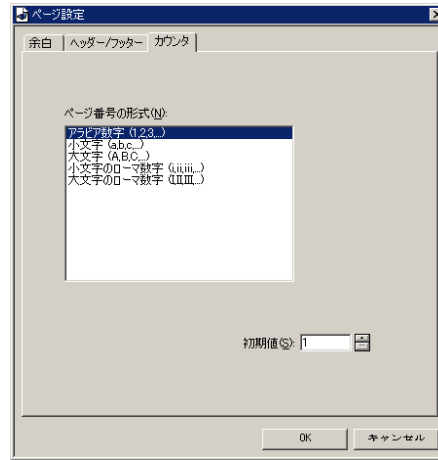 ページ設定
余白 ヘッダー/フッター カウンタ
ページ番号の形式(N):
アラビア数字 (1,2,3,...)
小文字 (a,b,c,...)
大文字 (A,B,C,...)
小文字のローマ数字 (i,ii,iii,...)
大文字のローマ数字 (I,II,III,...)
初期値(S): 1
OK キャンセル